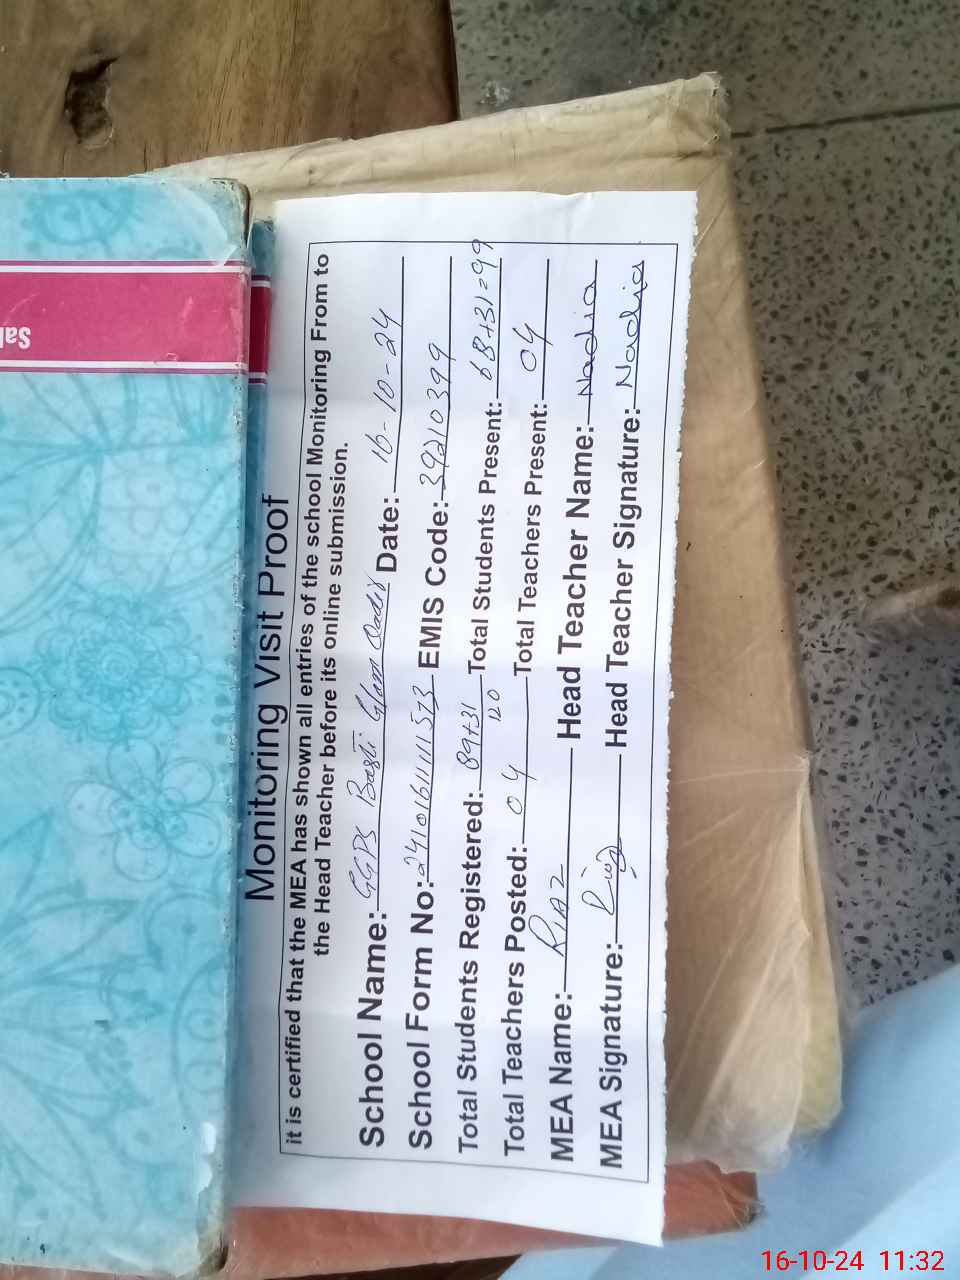 Monitoring Visit Proof
it is certified that the MEA has shown all entries of the school Monitoring From to
the Head Teacher before its online submission.
School Name: GGPS Basti Glam Qadir Date: 16-10-24
School Form No: EMIS Code: 39210399
Total Students Registered: 89+31 Total Students Present: 68+31=99
120
Total Teachers Posted: 04 Total Teachers Present: 04
MEA Name: RIAZ Head Teacher Name: Nadia
MEA Signature: Riaz Head Teacher Signature: Nadia
Sal
16-10-24 11:32